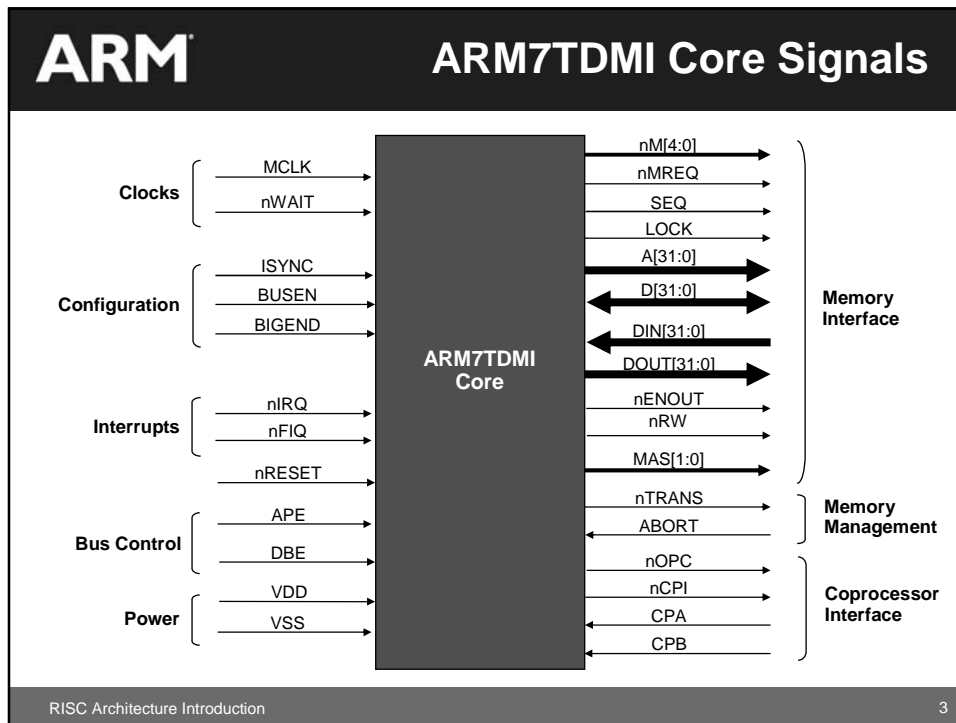 ARM
ARM7TDMI Core Signals
Clocks
MCLK
nWAIT
Configuration
ISYNC
BUSEN
BIGEND
Interrupts
nIRQ
nFIQ
nRESET
Bus Control
APE
DBE
Power
VDD
VSS
ARM7TDMI
Core
nM[4:0]
nMREQ
SEQ
LOCK
A[31:0]
D[31:0]
DIN[31:0]
DOUT[31:0]
nENOUT
nRW
MAS[1:0]
Memory
Interface
nTRANS
ABORT
Memory
Management
nOPC
nCPI
CPA
CPB
Coprocessor
Interface
RISC Architecture Introduction
3